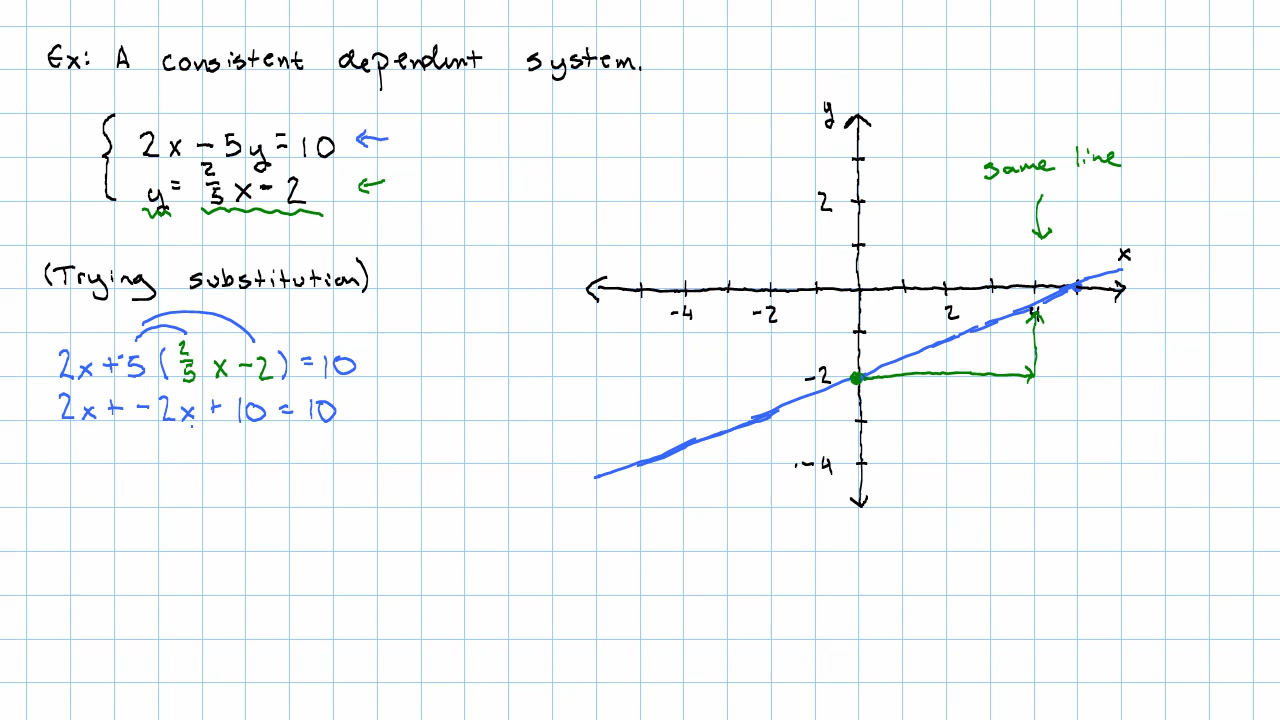 Ex: A consistent dependent system.
2x - 5y = 10 ←
y = 2/5 x - 2 ←
(Trying substitution)
2x + -5 (2/5 x - 2) = 10
2x + -2x + 10 = 10
y
same line
2
x
-4 -2 2 4
-2
-4